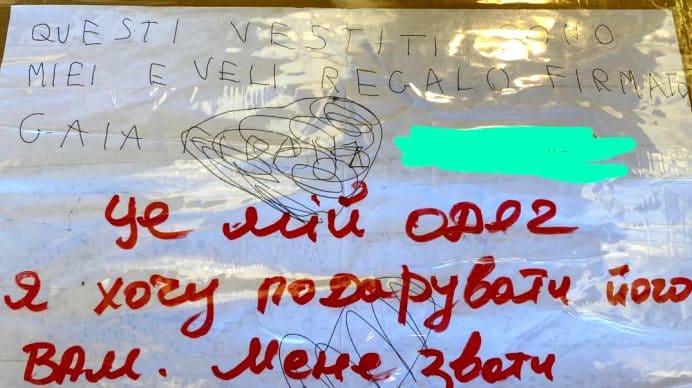 QUESTI VESTITI SONO
MIEI E VELI REGALO FIRMATO
GAIA
Це мій одяг
Я хочу подарувати його
ВАМ. Мене звати